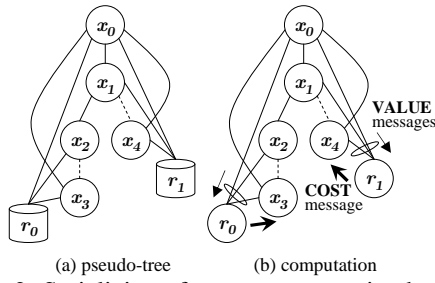 x0
x0
x1
x1
VALUE
messages
x2
x4
x2
x4
r1
x3
COST
message
x3
r1
r0
r0
(a) pseudo-tree
(b) computation